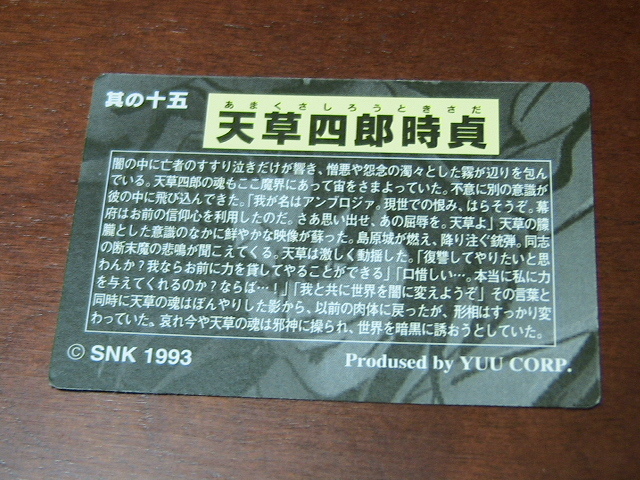 其の十五
あまくさしろうときさだ
天草四郎時貞
闇の中に亡者のすすり泣きだけが響き、憎悪や怨念の濁々とした霧が辺りを包ん
でいる。天草四郎の魂もここ魔界にあって宙をさまよっていた。不意に別の意識が
彼の中に飛び込んできた。「我が名はアンブロジァ。現世での恨み、はらそうぞ。幕
府はお前の信仰心を利用したのだ。さあ思い出せ、あの屈辱を。天草よ」天草の朦
朧とした意識のなかに鮮やかな映像が蘇った。島原城が燃え、降り注ぐ銃弾。同志
の断末魔の悲鳴が聞こえてくる。天草は激しく動揺した。「復讐してやりたいと思
わんか?我ならお前に力を貸してやることができる」「口惜しい…。本当に私に力
を与えてくれるのか?ならば…!」「我と共に世界を闇に変えようぞ」その言葉と
同時に天草の魂はぼんやりした影から、以前の肉体に戻ったが、形相はすっかり変
わっていた。哀れ今や天草の魂は邪神に操られ、世界を暗黒に誘おうとしていた。
© SNK 1993
Prodused by YUU CORP.